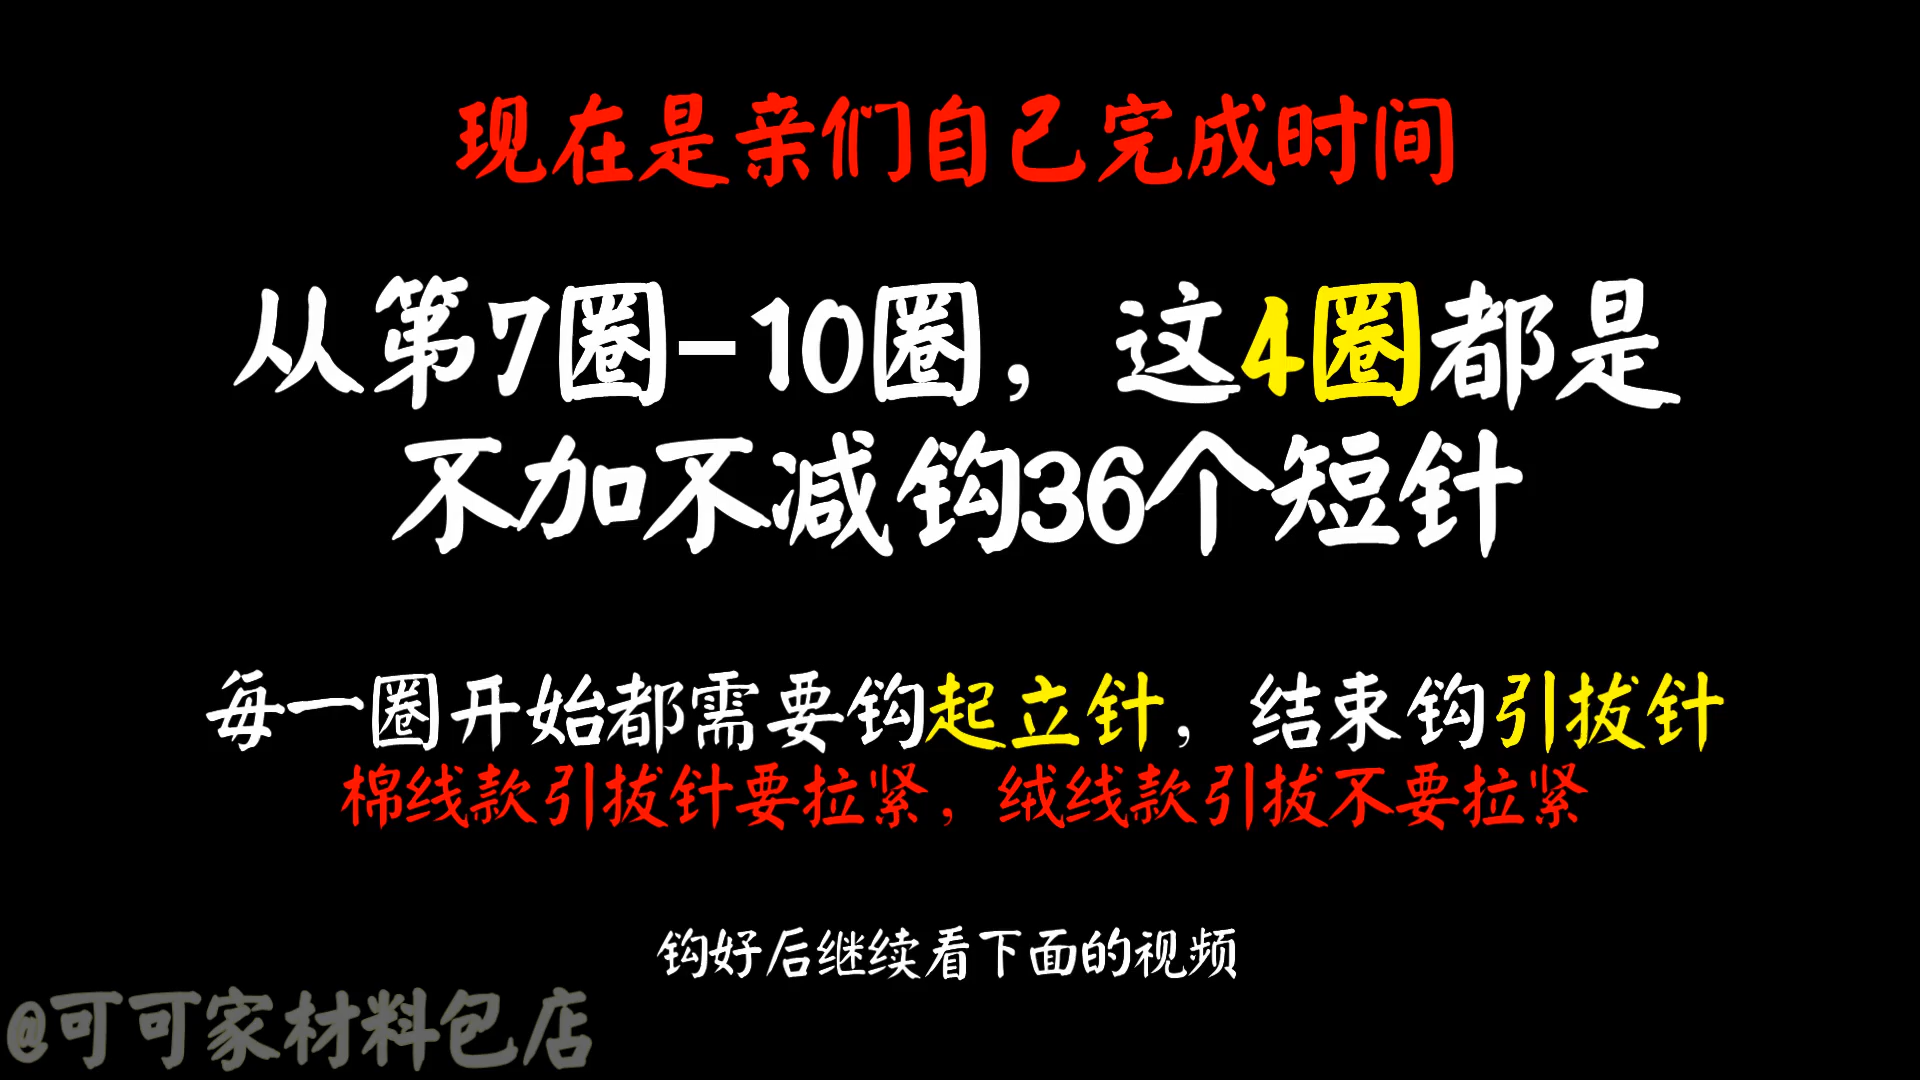 现在是亲们自己完成时间
从第7圈-10圈，这4圈都是
不加不减钩36个短针
每一圈开始都需要钩起立针，结束钩引拔针
棉线款引拔针要拉紧，绒线款引拔不要拉紧
钩好后继续看下面的视频
@可可家材料包店